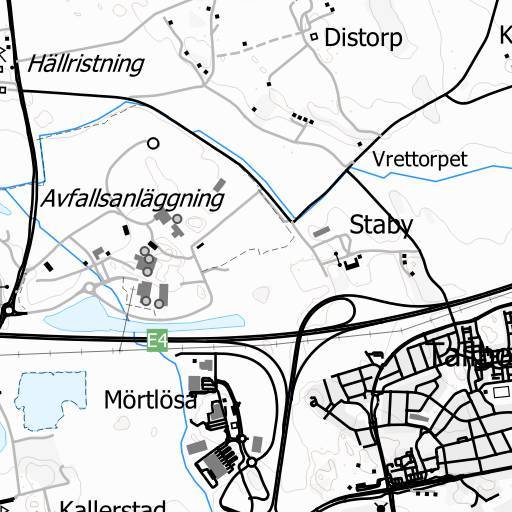 Distorp
K
Hällristning
Vrettorpet
Avfallsanläggning
Staby
E4
Mörtlösa
Kallerstad